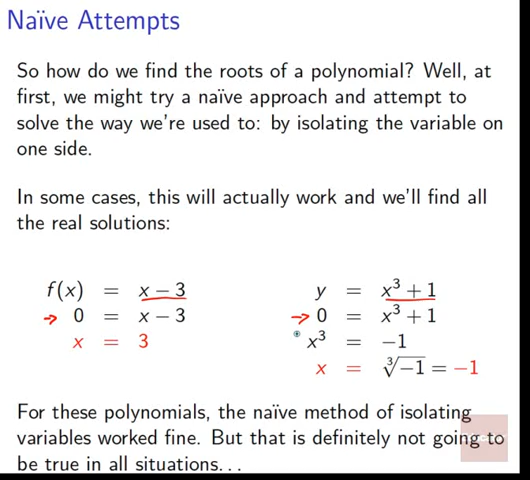 Naïve Attempts
So how do we find the roots of a polynomial? Well, at
first, we might try a naïve approach and attempt to
solve the way we're used to: by isolating the variable on
one side.
In some cases, this will actually work and we'll find all
the real solutions:
f(x) = x − 3
→ 0 = x − 3
x = 3
y = x³ + 1
→ 0 = x³ + 1
x³ = −1
x = ∛−1 = −1
For these polynomials, the naïve method of isolating
variables worked fine. But that is definitely not going to
be true in all situations...